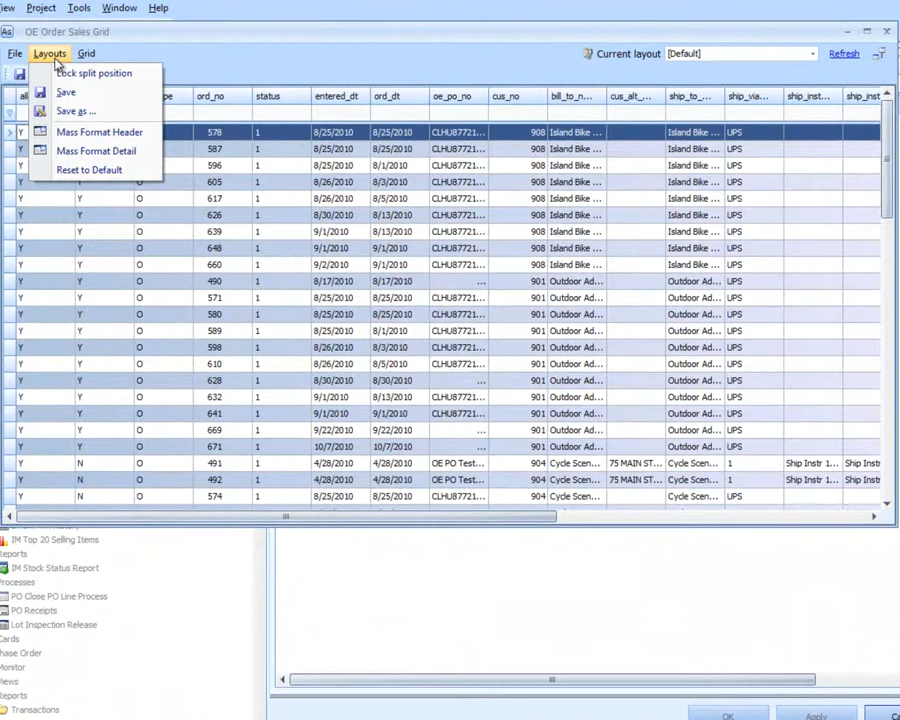 iew Project Tools Window Help
Ag OE Order Sales Grid
File Layouts Grid Current layout [Default] Refresh
Lock split position
Save
Save as ...
Mass Format Header
Mass Format Detail
Reset to Default
all pe ord_no status entered_dt ord_dt oe_po_no cus_no bill_to_n... cus_alt_... ship_to_... ship_via... ship_inst... ship_inst
Y 578 1 8/25/2010 8/25/2010 CLHU87721... 908 Island Bike ... Island Bike ... UPS
Y 587 1 8/25/2010 8/25/2010 CLHU87721... 908 Island Bike ... Island Bike ... UPS
Y 596 1 8/25/2010 8/1/2010 CLHU87721... 908 Island Bike ... Island Bike ... UPS
Y 605 1 8/26/2010 8/3/2010 CLHU87721... 908 Island Bike ... Island Bike ... UPS
Y Y O 617 1 8/26/2010 8/5/2010 CLHU87721... 908 Island Bike ... Island Bike ... UPS
Y Y O 626 1 8/30/2010 8/13/2010 CLHU87721... 908 Island Bike ... Island Bike ... UPS
Y Y O 639 1 9/1/2010 8/13/2010 CLHU87721... 908 Island Bike ... Island Bike ... UPS
Y Y O 648 1 9/1/2010 9/1/2010 CLHU87721... 908 Island Bike ... Island Bike ... UPS
Y Y O 660 1 9/2/2010 9/1/2010 CLHU87721... 908 Island Bike ... Island Bike ... UPS
Y Y O 490 1 8/17/2010 8/17/2010 ... 901 Outdoor Ad... Outdoor Ad... UPS
Y Y O 571 1 8/25/2010 8/25/2010 CLHU87721... 901 Outdoor Ad... Outdoor Ad... UPS
Y Y O 580 1 8/25/2010 8/25/2010 CLHU87721... 901 Outdoor Ad... Outdoor Ad... UPS
Y Y O 589 1 8/25/2010 8/1/2010 CLHU87721... 901 Outdoor Ad... Outdoor Ad... UPS
Y Y O 598 1 8/26/2010 8/3/2010 CLHU87721... 901 Outdoor Ad... Outdoor Ad... UPS
Y Y O 610 1 8/26/2010 8/5/2010 CLHU87721... 901 Outdoor Ad... Outdoor Ad... UPS
Y Y O 628 1 8/30/2010 8/30/2010 ... 901 Outdoor Ad... Outdoor Ad... UPS
Y Y O 632 1 9/1/2010 8/13/2010 CLHU87721... 901 Outdoor Ad... Outdoor Ad... UPS
Y Y O 641 1 9/1/2010 9/1/2010 CLHU87721... 901 Outdoor Ad... Outdoor Ad... UPS
Y Y O 669 1 9/22/2010 9/22/2010 ... 901 Outdoor Ad... Outdoor Ad... UPS
Y Y O 671 1 10/7/2010 10/7/2010 ... 901 Outdoor Ad... Outdoor Ad... UPS
Y N O 491 1 4/28/2010 4/28/2010 OE PO Test... 904 Cycle Scen... 75 MAIN ST... Cycle Scen... 1 Ship Instr 1... Ship Instr
Y N O 492 1 4/28/2010 4/28/2010 OE PO Test... 904 Cycle Scen... 75 MAIN ST... Cycle Scen... 1 Ship Instr 1... Ship Instr
Y N O 574 1 8/25/2010 8/25/2010 CLHU87721... 904 Cycle Scen... Cycle Scen... UPS
IM Top 20 Selling Items
Reports
IM Stock Status Report
Processes
PO Close PO Line Process
PO Receipts
Lot Inspection Release
Cards
hase Order
Monitor
Views
Reports
Transactions
OK Apply Ca